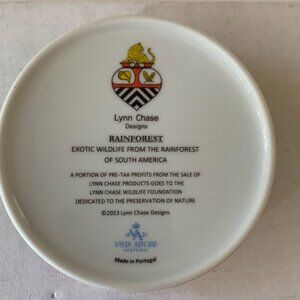 Lynn Chase
Designs
RAINFOREST
EXOTIC WILDLIFE FROM THE RAINFOREST
OF SOUTH AMERICA
A PORTION OF PRE-TAX PROFITS FROM THE SALE OF
LYNN CHASE PRODUCTS GOES TO THE
LYNN CHASE WILDLIFE FOUNDATION
DEDICATED TO THE PRESERVATION OF NATURE
©2013 Lynn Chase Designs
VISTA ALEGRE
PORTUGAL
Made in Portugal